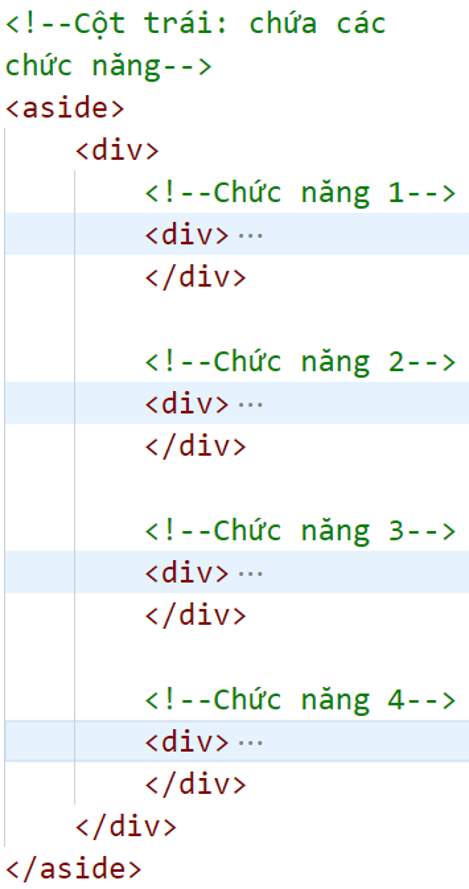 <!--Cột trái: chứa các
chức năng-->
<aside>
<div>
<!--Chức năng 1-->
<div>···
</div>
<!--Chức năng 2-->
<div>···
</div>
<!--Chức năng 3-->
<div>···
</div>
<!--Chức năng 4-->
<div>···
</div>
</div>
</aside>